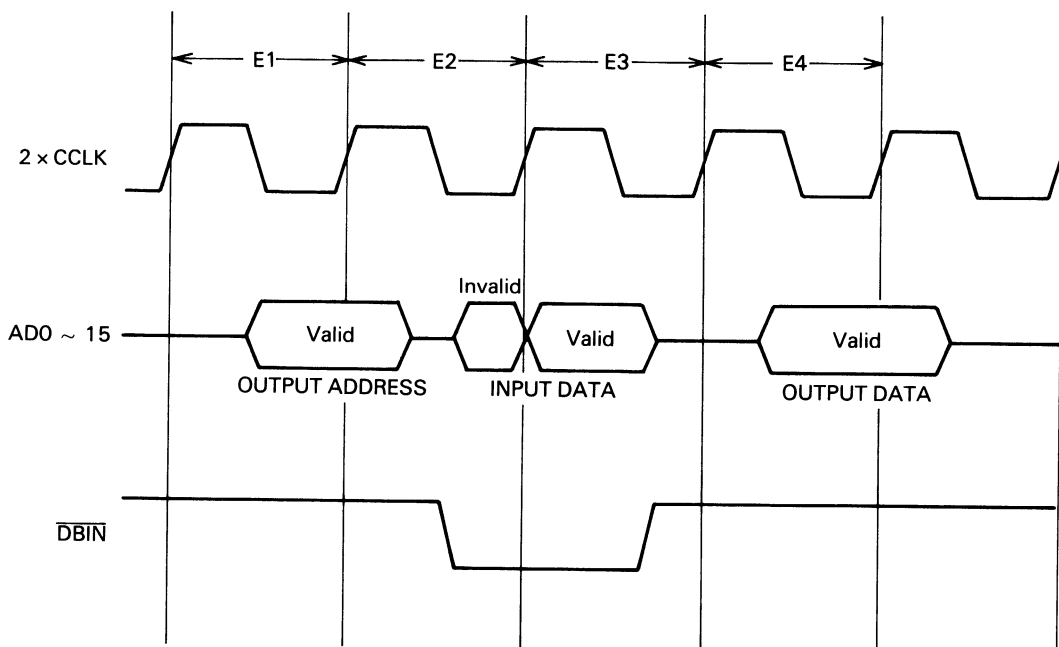 E1 E2 E3 E4
2 × CCLK
Invalid
AD0 ~ 15 Valid Valid Valid
OUTPUT ADDRESS INPUT DATA OUTPUT DATA
DBIN